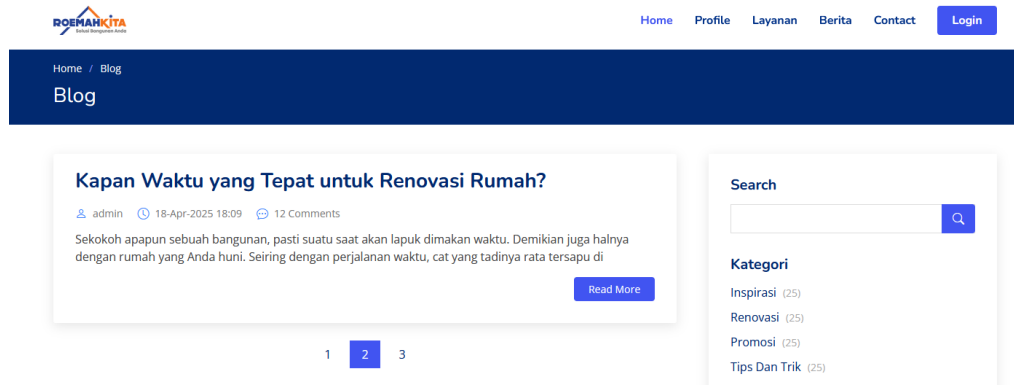 ROEMAHKITA
Solusi Bangunan Anda
Home Profile Layanan Berita Contact Login
Home / Blog
Blog
Kapan Waktu yang Tepat untuk Renovasi Rumah?
admin 18-Apr-2025 18:09 12 Comments
Sekokoh apapun sebuah bangunan, pasti suatu saat akan lapuk dimakan waktu. Demikian juga halnya
dengan rumah yang Anda huni. Seiring dengan perjalanan waktu, cat yang tadinya rata tersapu di
Read More
1 2 3
Search
Kategori
Inspirasi (25)
Renovasi (25)
Promosi (25)
Tips Dan Trik (25)